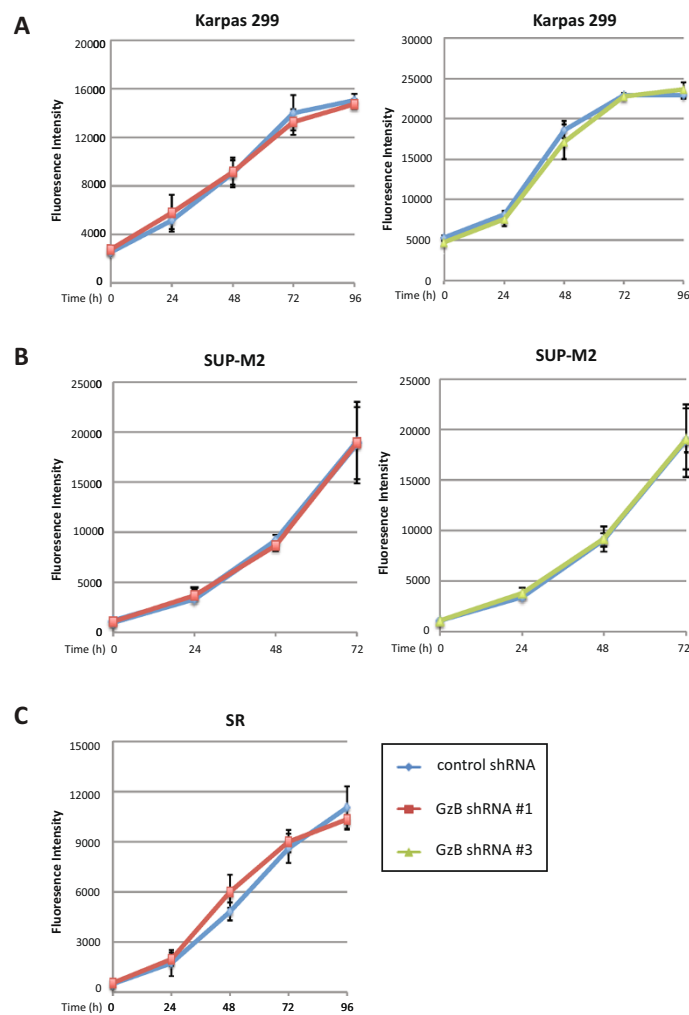 A
Karpas 299
Fluoresence Intensity
20000
16000
12000
8000
4000
0
Time (h)
0 24 48 72 96
Karpas 299
Fluoresence Intensity
30000
25000
20000
15000
10000
5000
0
Time (h)
0 24 48 72 96
B
SUP-M2
Fluoresence Intensity
25000
20000
15000
10000
5000
0
Time (h)
0 24 48 72
SUP-M2
Fluoresence Intensity
25000
20000
15000
10000
5000
0
Time (h)
0 24 48 72
C
SR
Fluoresence Intensity
15000
12000
9000
6000
3000
0
Time (h)
0 24 48 72 96
control shRNA
GzB shRNA #1
GzB shRNA #3